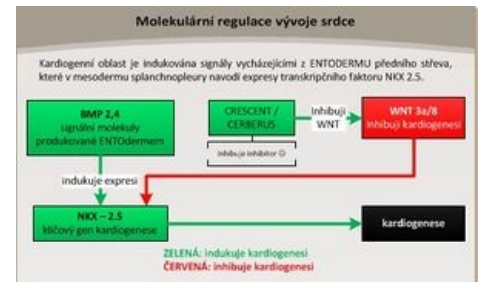 Molekulární regulace vývoje srdce
Kardiogenní oblast je indukována signály vycházejícími z ENTODERMU předního střeva,
které v mesodermu splanchnopleury navodí expresy transkripčního faktoru NKX 2.5.
BMP 2,4
signální molekuly
produkované ENTOdermem
CRESCENT /
CERBERUS
Inhibuje inhibitor ☺
Inhibují
WNT
WNT 3a/8
Inhibují kardiogenesi
indukuje expresi
NKX – 2.5
klíčový gen kardiogenese
kardiogenese
ZELENÁ: indukuje kardiogenesi
ČERVENÁ: inhibuje kardiogenesi